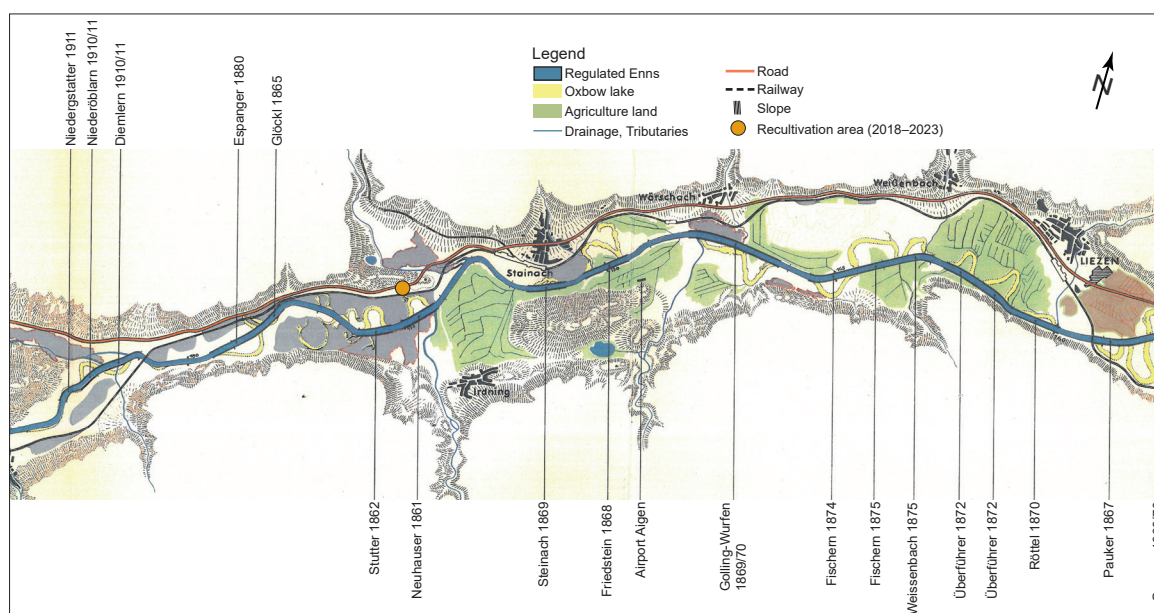 Niedergstatter 1911
Niederöblarn 1910/11
Diemlern 1910/11
Espanger 1880
Glöckl 1865
Legend
Regulated Enns
Oxbow lake
Agriculture land
Drainage, Tributaries
Road
Railway
Slope
Recultivation area (2018–2023)
N
Wörschach
Weißenbach
Stainach
LIEZEN
Irdning
Stutter 1862
Neuhauser 1861
Steinach 1869
Friedstein 1868
Airport Aigen
Golling-Wurfen
1869/70
Fischern 1874
Fischern 1875
Weissenbach 1875
Überführer 1872
Überführer 1872
Röttel 1870
Pauker 1867